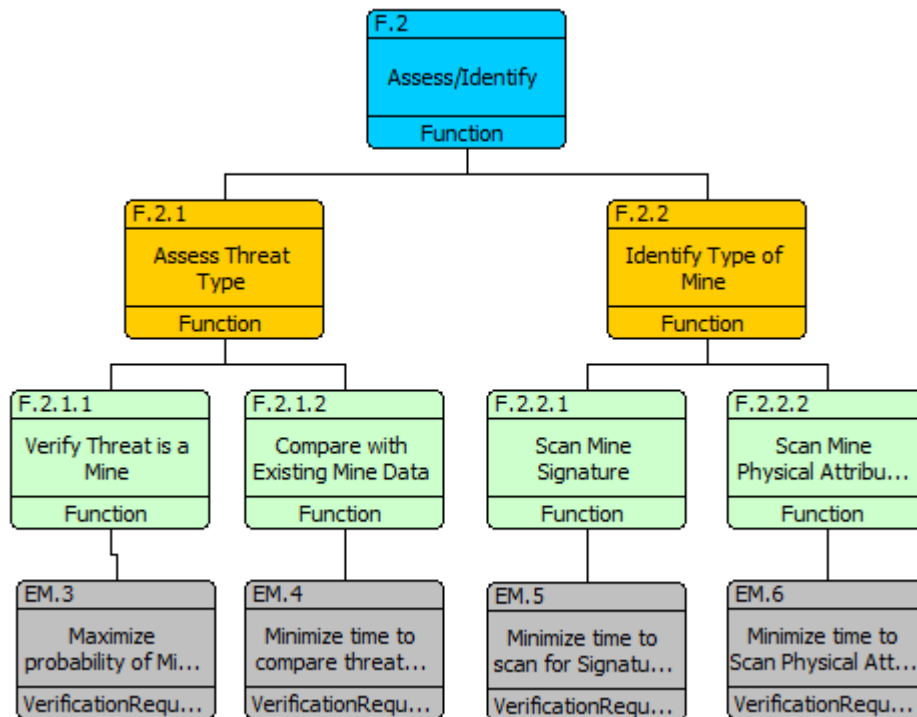 F.2
Assess/Identify
Function
F.2.1
Assess Threat
Type
Function
F.2.2
Identify Type of
Mine
Function
F.2.1.1
Verify Threat is a
Mine
Function
F.2.1.2
Compare with
Existing Mine Data
Function
F.2.2.1
Scan Mine
Signature
Function
F.2.2.2
Scan Mine
Physical Attribu...
Function
EM.3
Maximize
probability of Mi...
VerificationRequ...
EM.4
Minimize time to
compare threat...
VerificationRequ...
EM.5
Minimize time to
scan for Signatu...
VerificationRequ...
EM.6
Minimize time to
Scan Physical Att...
VerificationRequ...